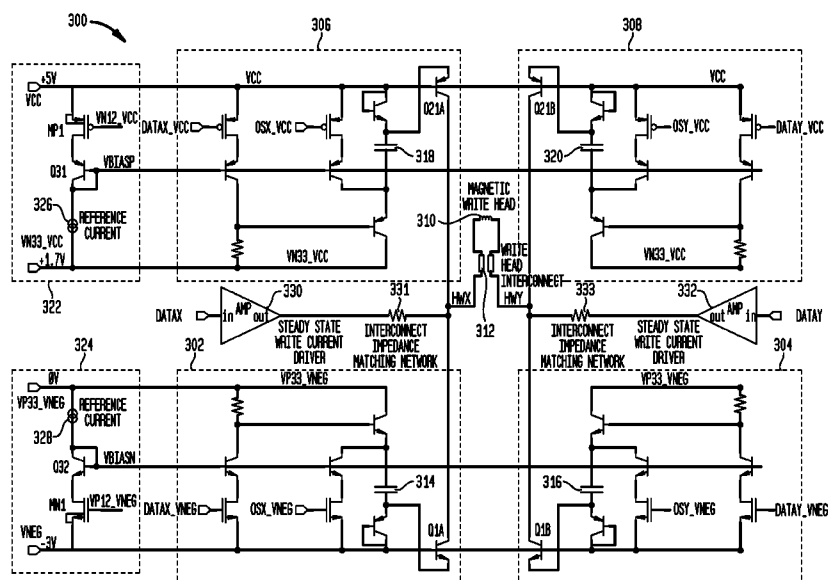 300
306
308
+5V
VCC
VCC
VCC
VN12_VCC
MP1
DATAX_VCC
OSX_VCC
Q21A
Q21B
OSY_VCC
DATAY_VCC
318
320
Q31
VBIASP
326
REFERENCE
CURRENT
MAGNETIC
WRITE HEAD
310
VN33_VCC
+1.7V
VN33_VCC
VN33_VCC
WRITE
HEAD
INTERCONNECT
322
HWX
HWY
312
330
331
333
332
DATAX
in
AMP
out
out
AMP
in
DATAY
STEADY STATE
WRITE CURRENT
DRIVER
INTERCONNECT
IMPEDANCE
MATCHING NETWORK
INTERCONNECT
IMPEDANCE
MATCHING NETWORK
STEADY STATE
WRITE CURRENT
DRIVER
324
302
304
0V
VP33_VNEG
VP33_VNEG
VP33_VNEG
REFERENCE
CURRENT
328
Q32
VBIASN
314
316
MN1
VP12_VNEG
DATAX_VNEG
OSX_VNEG
OSY_VNEG
DATAY_VNEG
VNEG
-3V
Q1A
Q1B